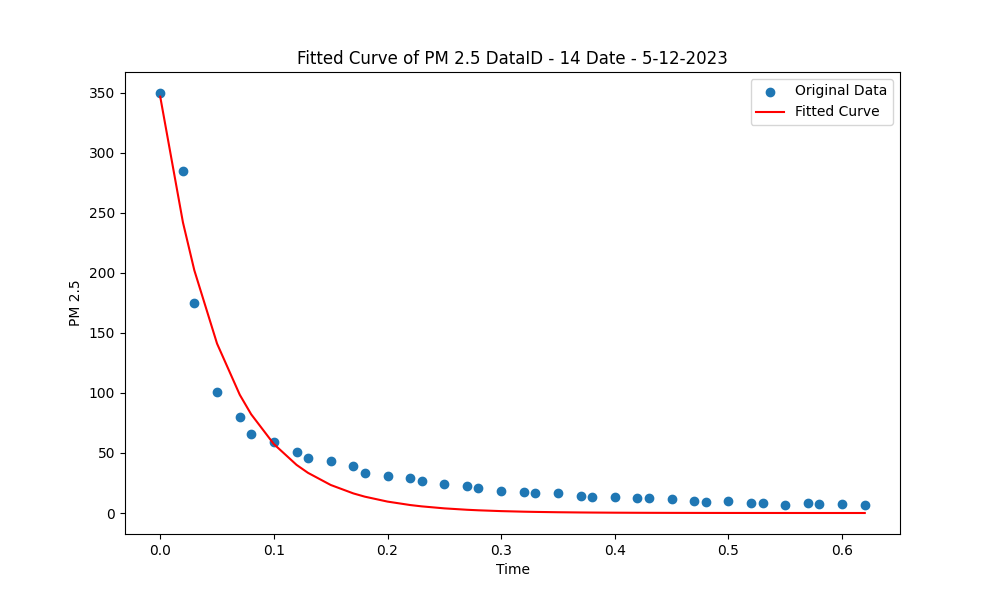 Fitted Curve of PM 2.5 DataID - 14 Date - 5-12-2023
Original Data
Fitted Curve
350
300
250
200
150
100
50
0
PM 2.5
0.0 0.1 0.2 0.3 0.4 0.5 0.6
Time